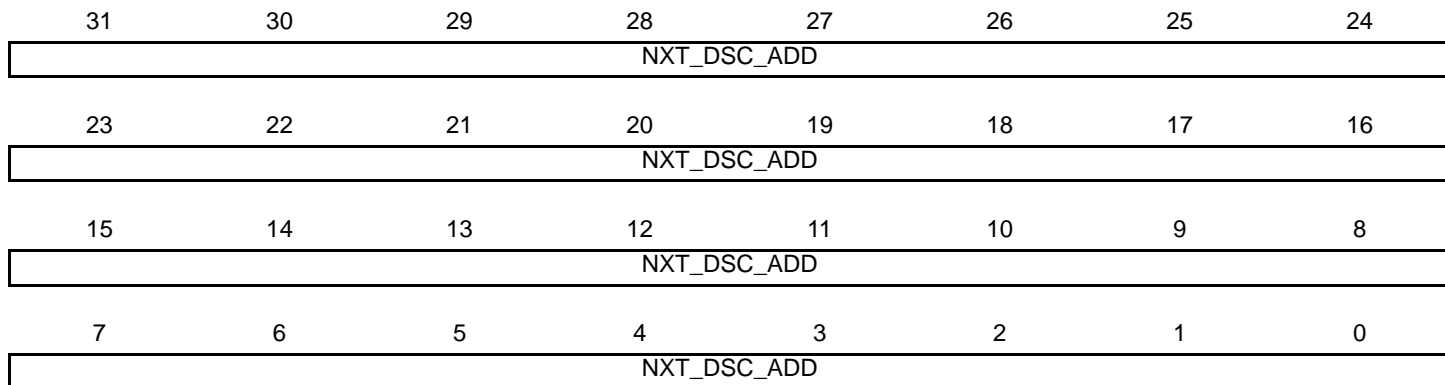 31 30 29 28 27 26 25 24
NXT_DSC_ADD
23 22 21 20 19 18 17 16
NXT_DSC_ADD
15 14 13 12 11 10 9 8
NXT_DSC_ADD
7 6 5 4 3 2 1 0
NXT_DSC_ADD